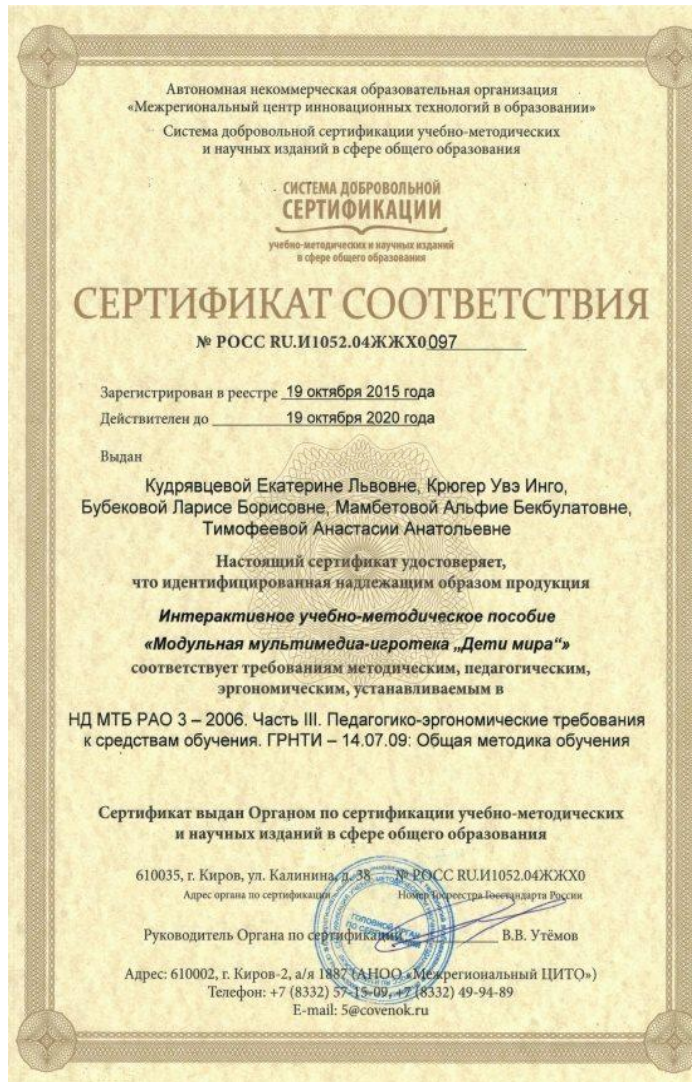 Автономная некоммерческая образовательная организация
«Межрегиональный центр инновационных технологий в образовании»
Система добровольной сертификации учебно-методических
и научных изданий в сфере общего образования
СИСТЕМА ДОБРОВОЛЬНОЙ
СЕРТИФИКАЦИИ
учебно-методических и научных изданий
в сфере общего образования
СЕРТИФИКАТ СООТВЕТСТВИЯ
№ РОСС RU.И1052.04ЖЖХ0097
Зарегистрирован в реестре 19 октября 2015 года
Действителен до 19 октября 2020 года
Выдан
Кудрявцевой Екатерине Львовне, Крюгер Увэ Инго,
Бубековой Ларисе Борисовне, Мамбетовой Альфие Бекбулатовне,
Тимофеевой Анастасии Анатольевне
Настоящий сертификат удостоверяет,
что идентифицированная надлежащим образом продукция
Интерактивное учебно-методическое пособие
«Модульная мультимедиа-игротека „Дети мира“»
соответствует требованиям методическим, педагогическим,
эргономическим, устанавливаемым в
НД МТБ РАО 3 – 2006. Часть III. Педагогико-эргономические требования
к средствам обучения. ГРНТИ – 14.07.09: Общая методика обучения
Сертификат выдан Органом по сертификации учебно-методических
и научных изданий в сфере общего образования
610035, г. Киров, ул. Калинина, д. 38 № РОСС RU.И1052.04ЖЖХ0
Адрес органа по сертификации Номер Госреестра Госстандарта России
ГОЛОВНОЙ ОРГАН
ПО СЕРТИФИКАЦИИ
Руководитель Органа по сертификации В.В. Утёмов
Адрес: 610002, г. Киров-2, а/я 1887 (АНОО «Межрегиональный ЦИТО»)
Телефон: +7 (8332) 57-15-09, +7 (8332) 49-94-89
E-mail: 5@covenok.ru